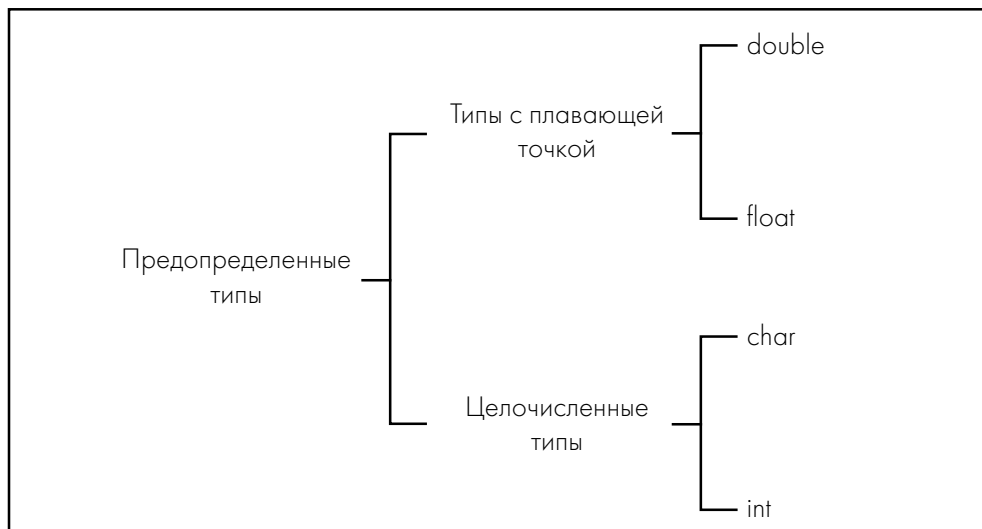 double
Типы с плавающей
точкой
float
Предопределенные
типы
char
Целочисленные
типы
int